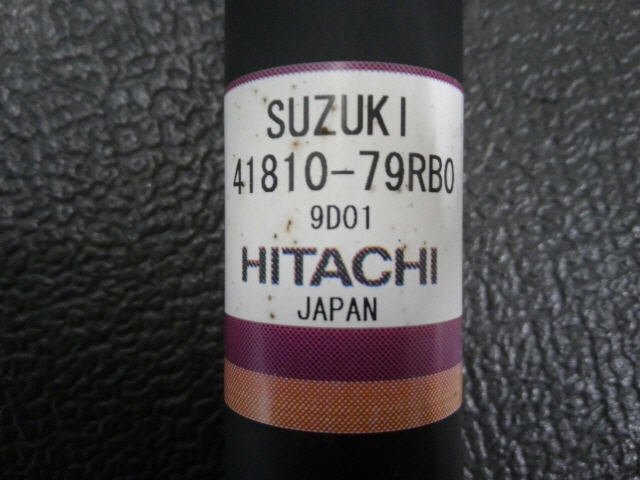 SUZUKI
41810-79RB0
9D01
HITACHI
JAPAN